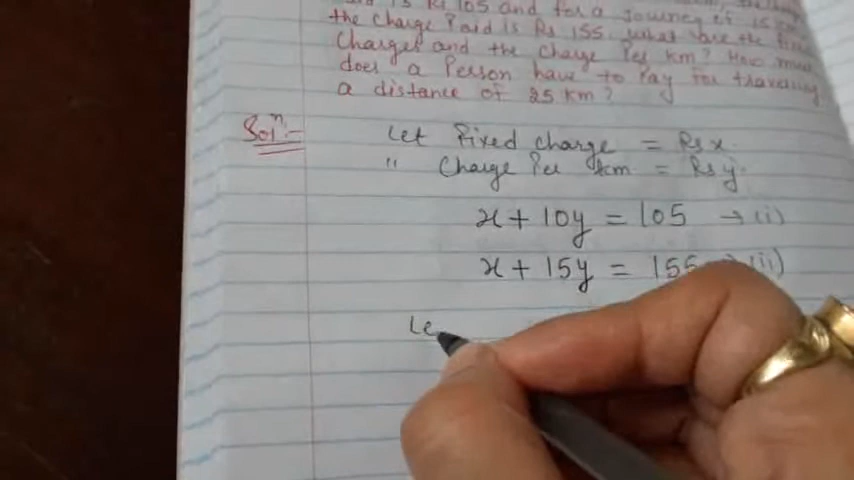 is Rs 105 and for a Journey of 15 km
the charge Paid is Rs 155. what are the fixed
charges and the charge Per km? How much
does a Person have to Pay for traveling
a distance of 25 km?
Soln:- Let Fixed charge = Rs x.
" Charge Per km = Rs y.
x + 10y = 105 → (i)
x + 15y = 155 → (ii)
Le